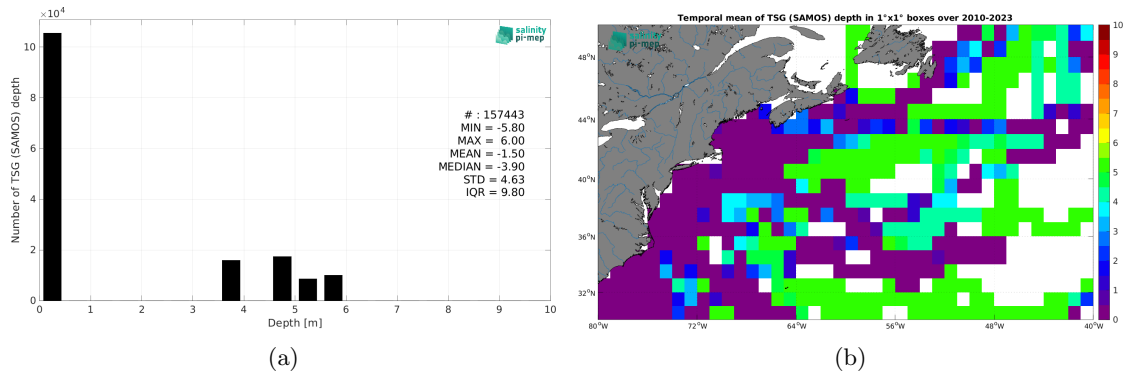 ×10⁴
10
8
6
4
2
0
Number of TSG (SAMOS) depth
salinity
pi-mep
# : 157443
MIN = -5.80
MAX = 6.00
MEAN = -1.50
MEDIAN = -3.90
STD = 4.63
IQR = 9.80
0 1 2 3 4 5 6 7 8 9 10
Depth [m]
(a)
Temporal mean of TSG (SAMOS) depth in 1°x1° boxes over 2010-2023
salinity
pi-mep
48°N
44°N
40°N
36°N
32°N
80°W 72°W 64°W 56°W 48°W 40°W
10
9
8
7
6
5
4
3
2
1
0
(b)